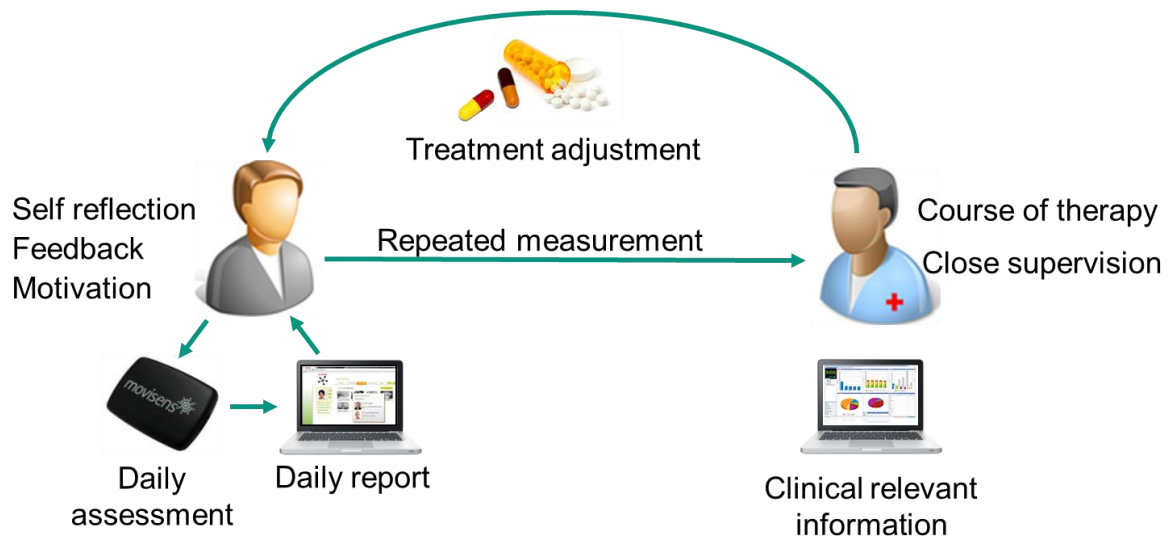 Treatment adjustment
Self reflection
Feedback
Motivation
Repeated measurement
Course of therapy
Close supervision
movisens
Daily
assessment
Daily report
Clinical relevant
information